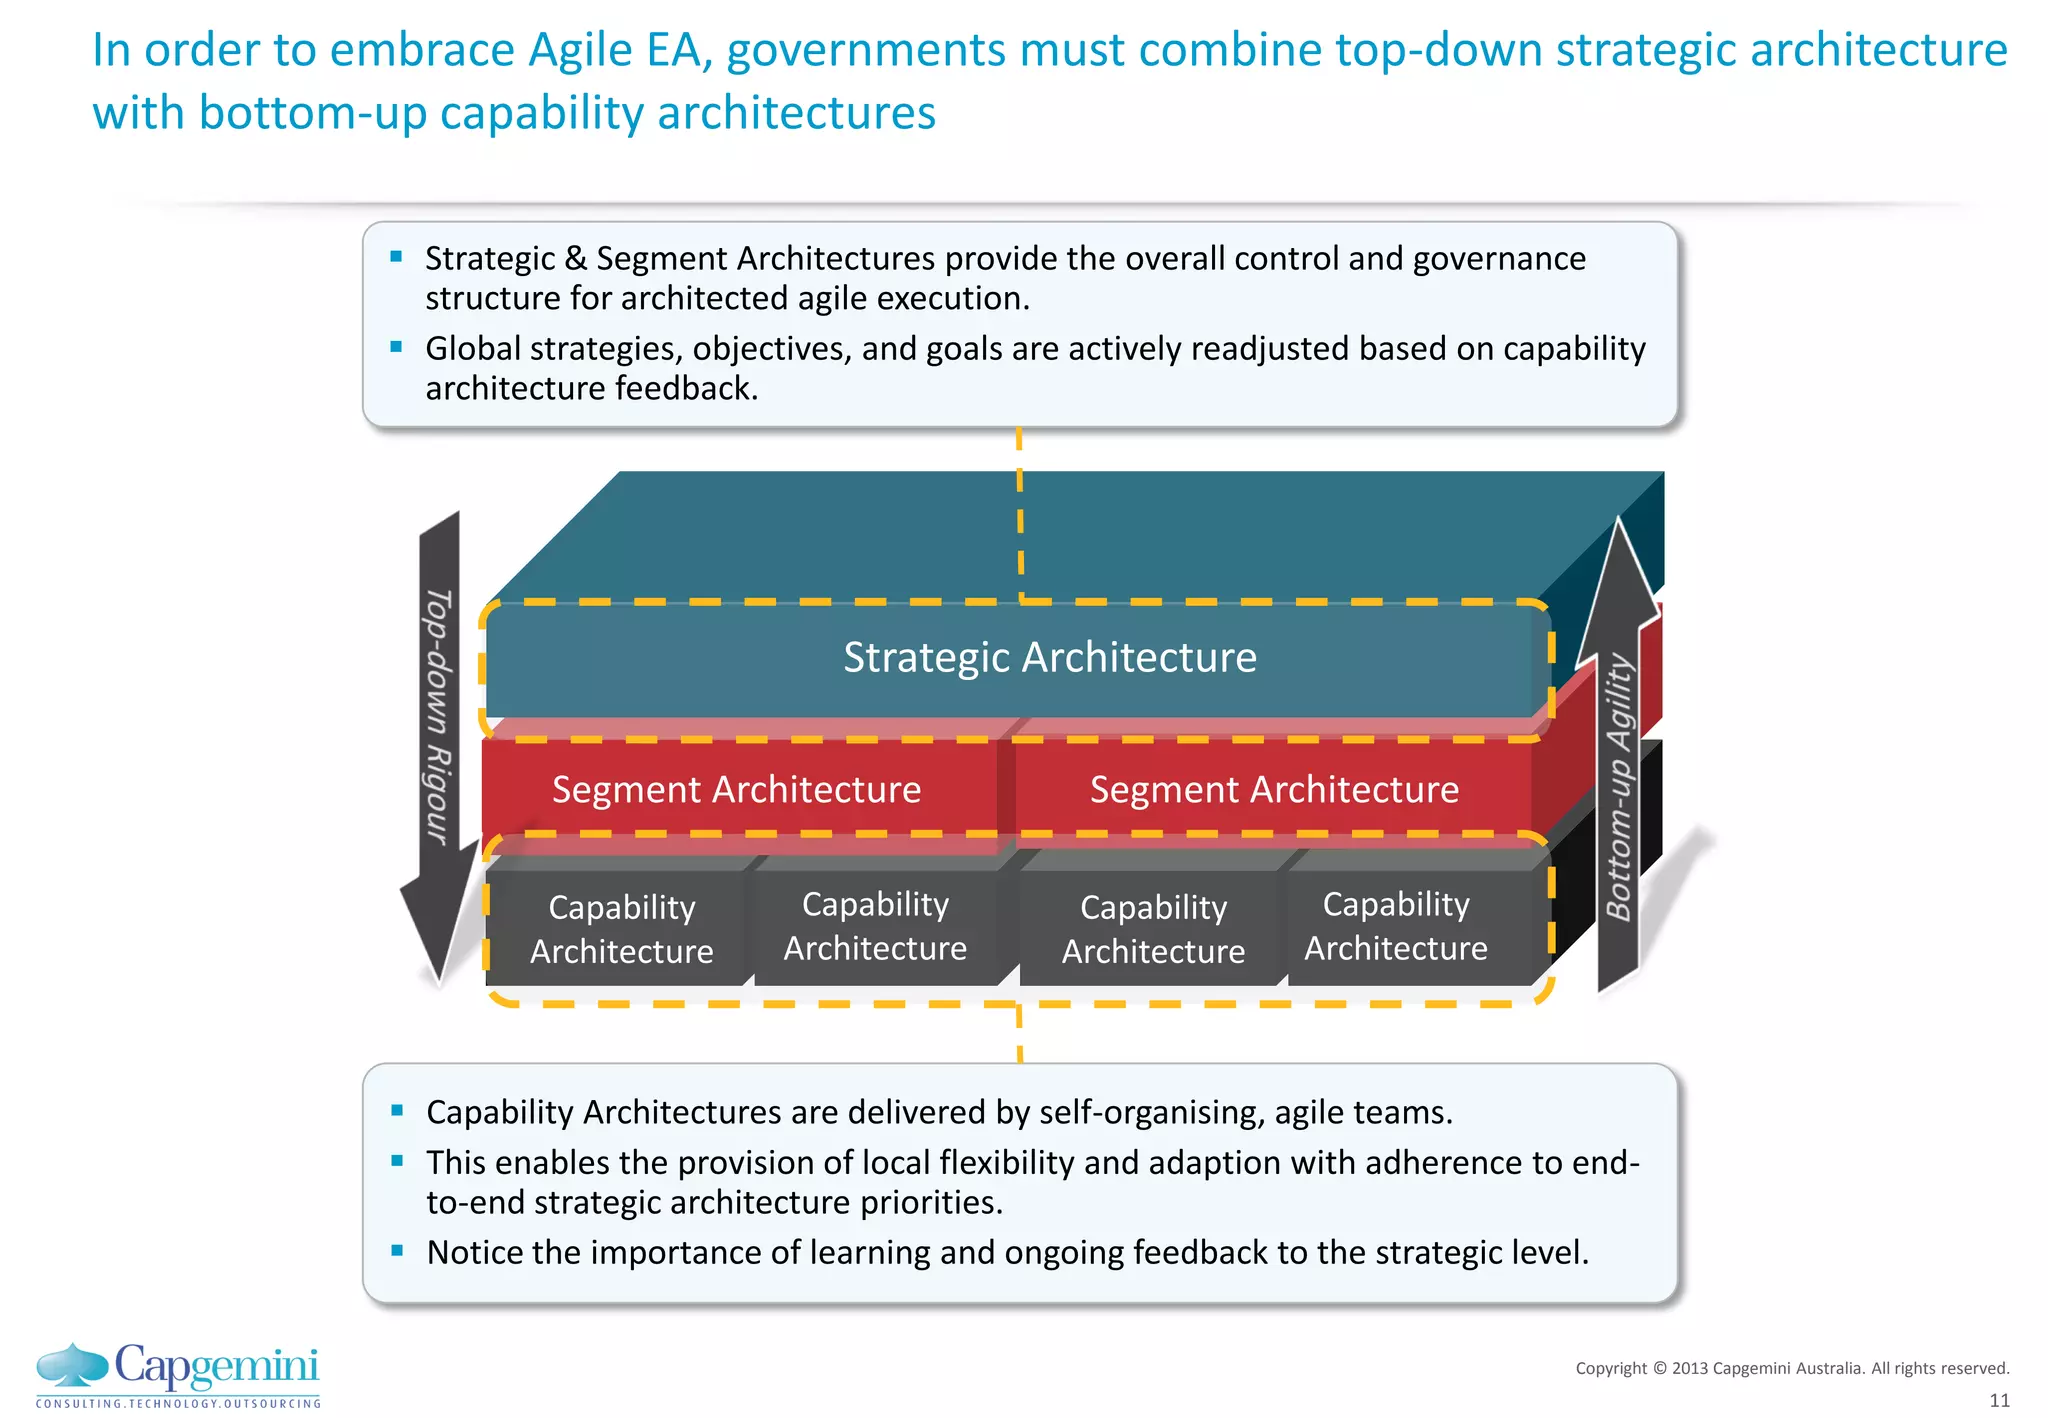 In order to embrace Agile EA, governments must combine top-down strategic architecture
with bottom-up capability architectures
▪ Strategic & Segment Architectures provide the overall control and governance
structure for architected agile execution.
▪ Global strategies, objectives, and goals are actively readjusted based on capability
architecture feedback.
Top-down Rigour
Strategic Architecture
Segment Architecture
Segment Architecture
Capability
Architecture
Capability
Architecture
Capability
Architecture
Capability
Architecture
Bottom-up Agility
▪ Capability Architectures are delivered by self-organising, agile teams.
▪ This enables the provision of local flexibility and adaption with adherence to end-
to-end strategic architecture priorities.
▪ Notice the importance of learning and ongoing feedback to the strategic level.
Capgemini
CONSULTING.TECHNOLOGY.OUTSOURCING
Copyright © 2013 Capgemini Australia. All rights reserved.
11